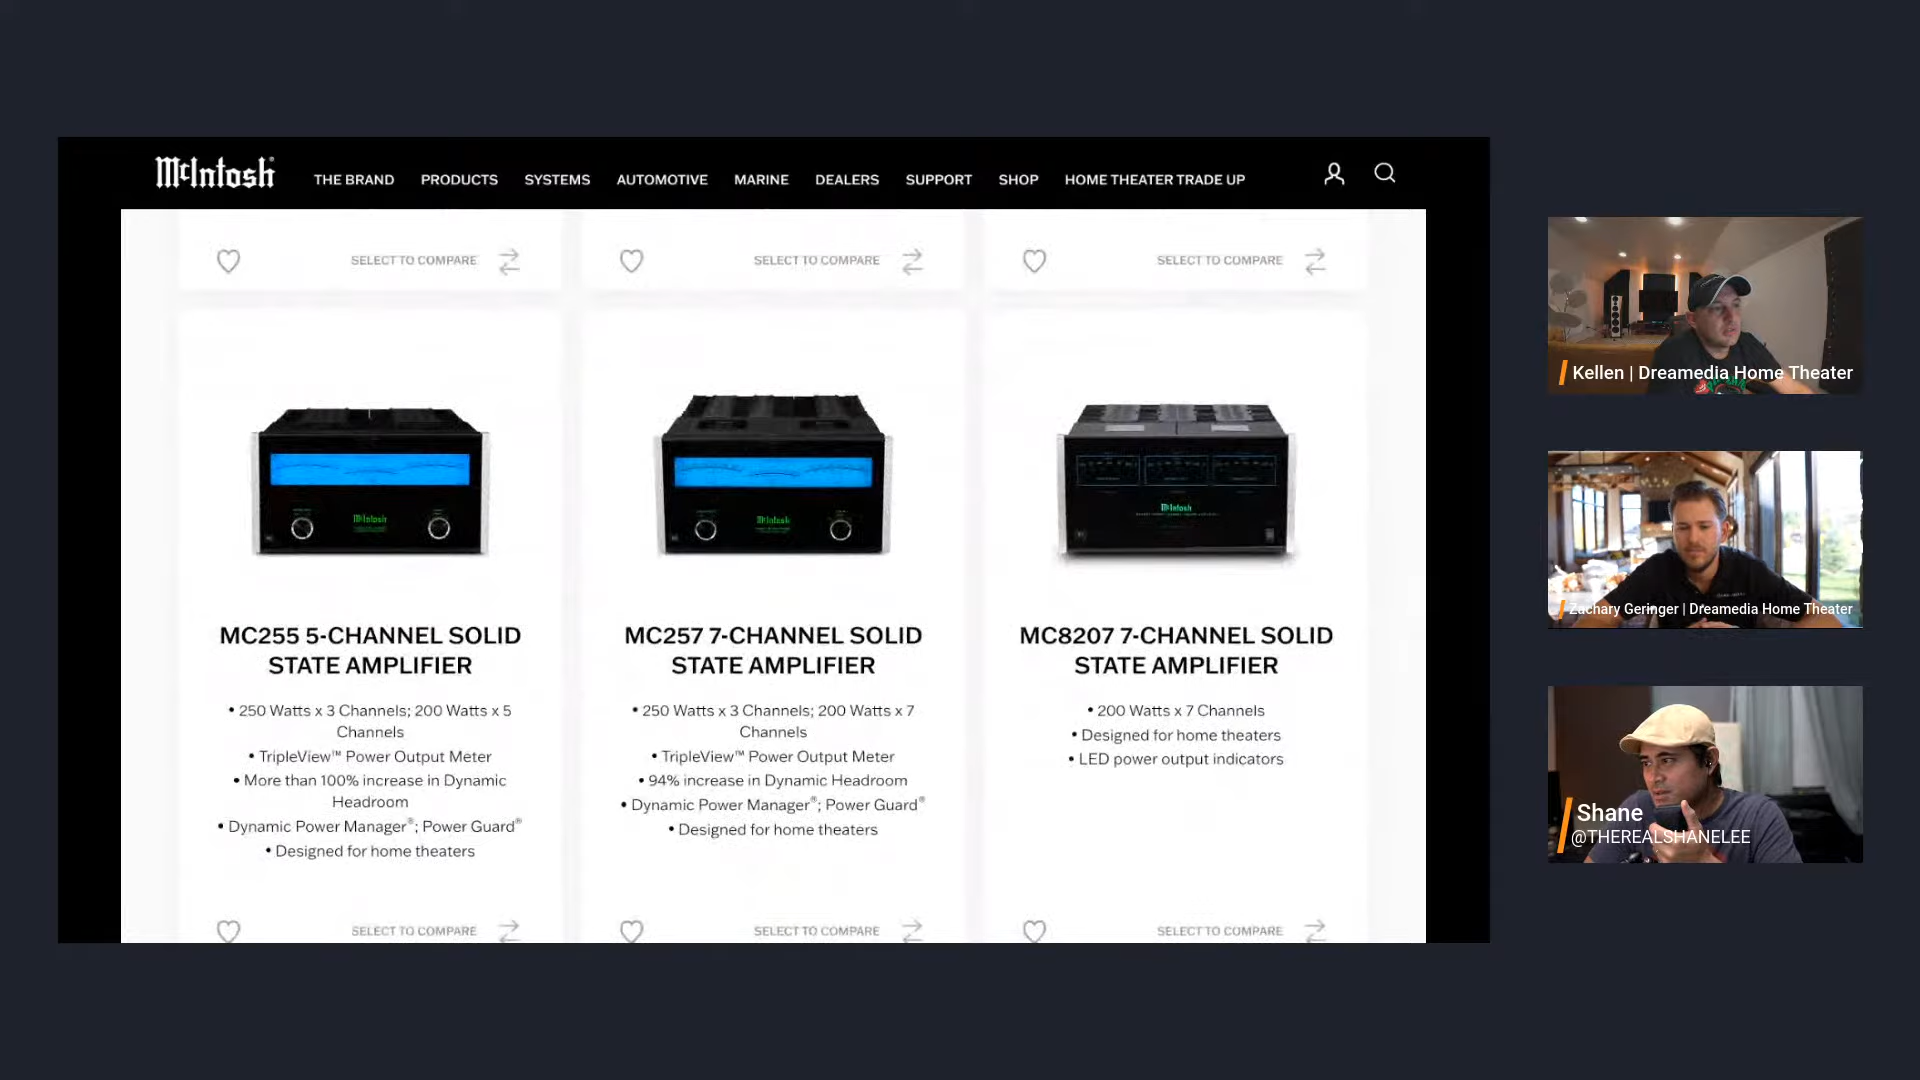 McIntosh®
THE BRAND PRODUCTS SYSTEMS AUTOMOTIVE MARINE DEALERS SUPPORT SHOP HOME THEATER TRADE UP
SELECT TO COMPARE
SELECT TO COMPARE
SELECT TO COMPARE
McIntosh
McIntosh
McIntosh
MC255 5-CHANNEL SOLID
STATE AMPLIFIER
• 250 Watts x 3 Channels; 200 Watts x 5
Channels
• TripleView™ Power Output Meter
• More than 100% increase in Dynamic
Headroom
• Dynamic Power Manager®; Power Guard®
• Designed for home theaters
SELECT TO COMPARE
MC257 7-CHANNEL SOLID
STATE AMPLIFIER
• 250 Watts x 3 Channels; 200 Watts x 7
Channels
• TripleView™ Power Output Meter
• 94% increase in Dynamic Headroom
• Dynamic Power Manager®; Power Guard®
• Designed for home theaters
SELECT TO COMPARE
MC8207 7-CHANNEL SOLID
STATE AMPLIFIER
• 200 Watts x 7 Channels
• Designed for home theaters
• LED power output indicators
SELECT TO COMPARE
Kellen | Dreamedia Home Theater
Zachary Geringer | Dreamedia Home Theater
Shane
@THEREALSHANELEE